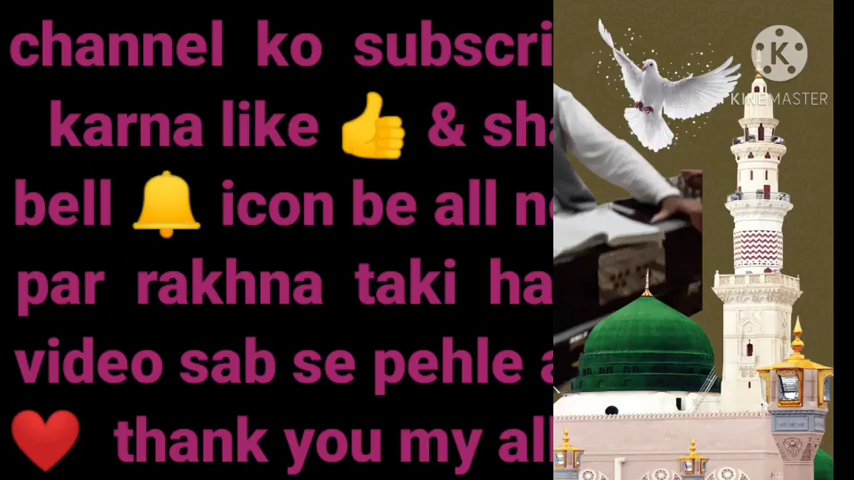 channel ko subscri
karna like 👍 & sha
bell 🔔 icon be all
par rakhna taki ha
video sab se pehle
❤️ thank you my all
K
KINEMASTER